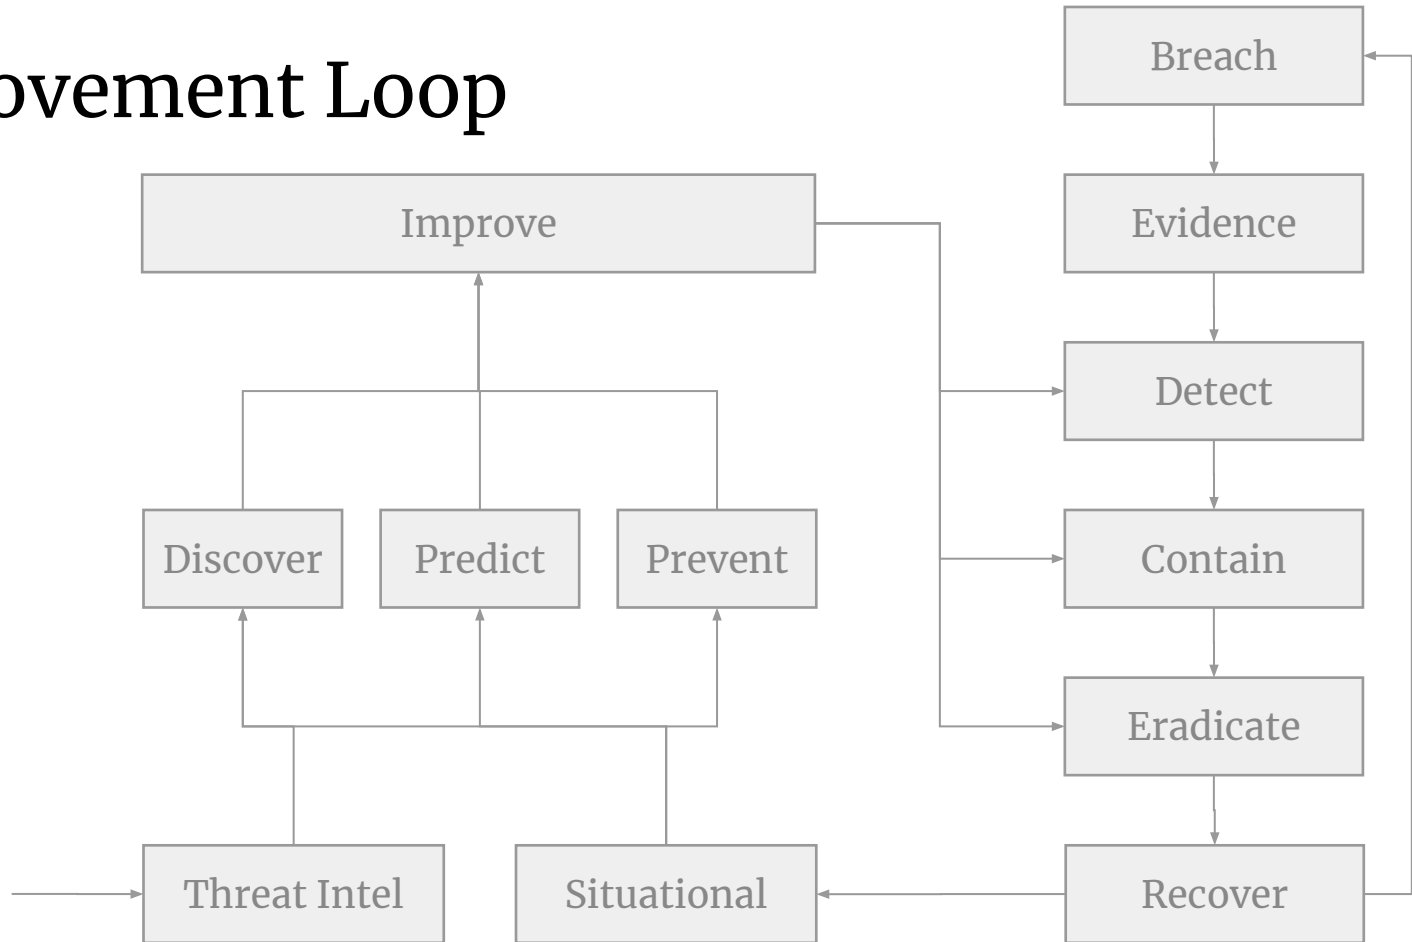 ovement Loop
Breach
Improve
Evidence
Detect
Discover
Predict
Prevent
Contain
Eradicate
Threat Intel
Situational
Recover